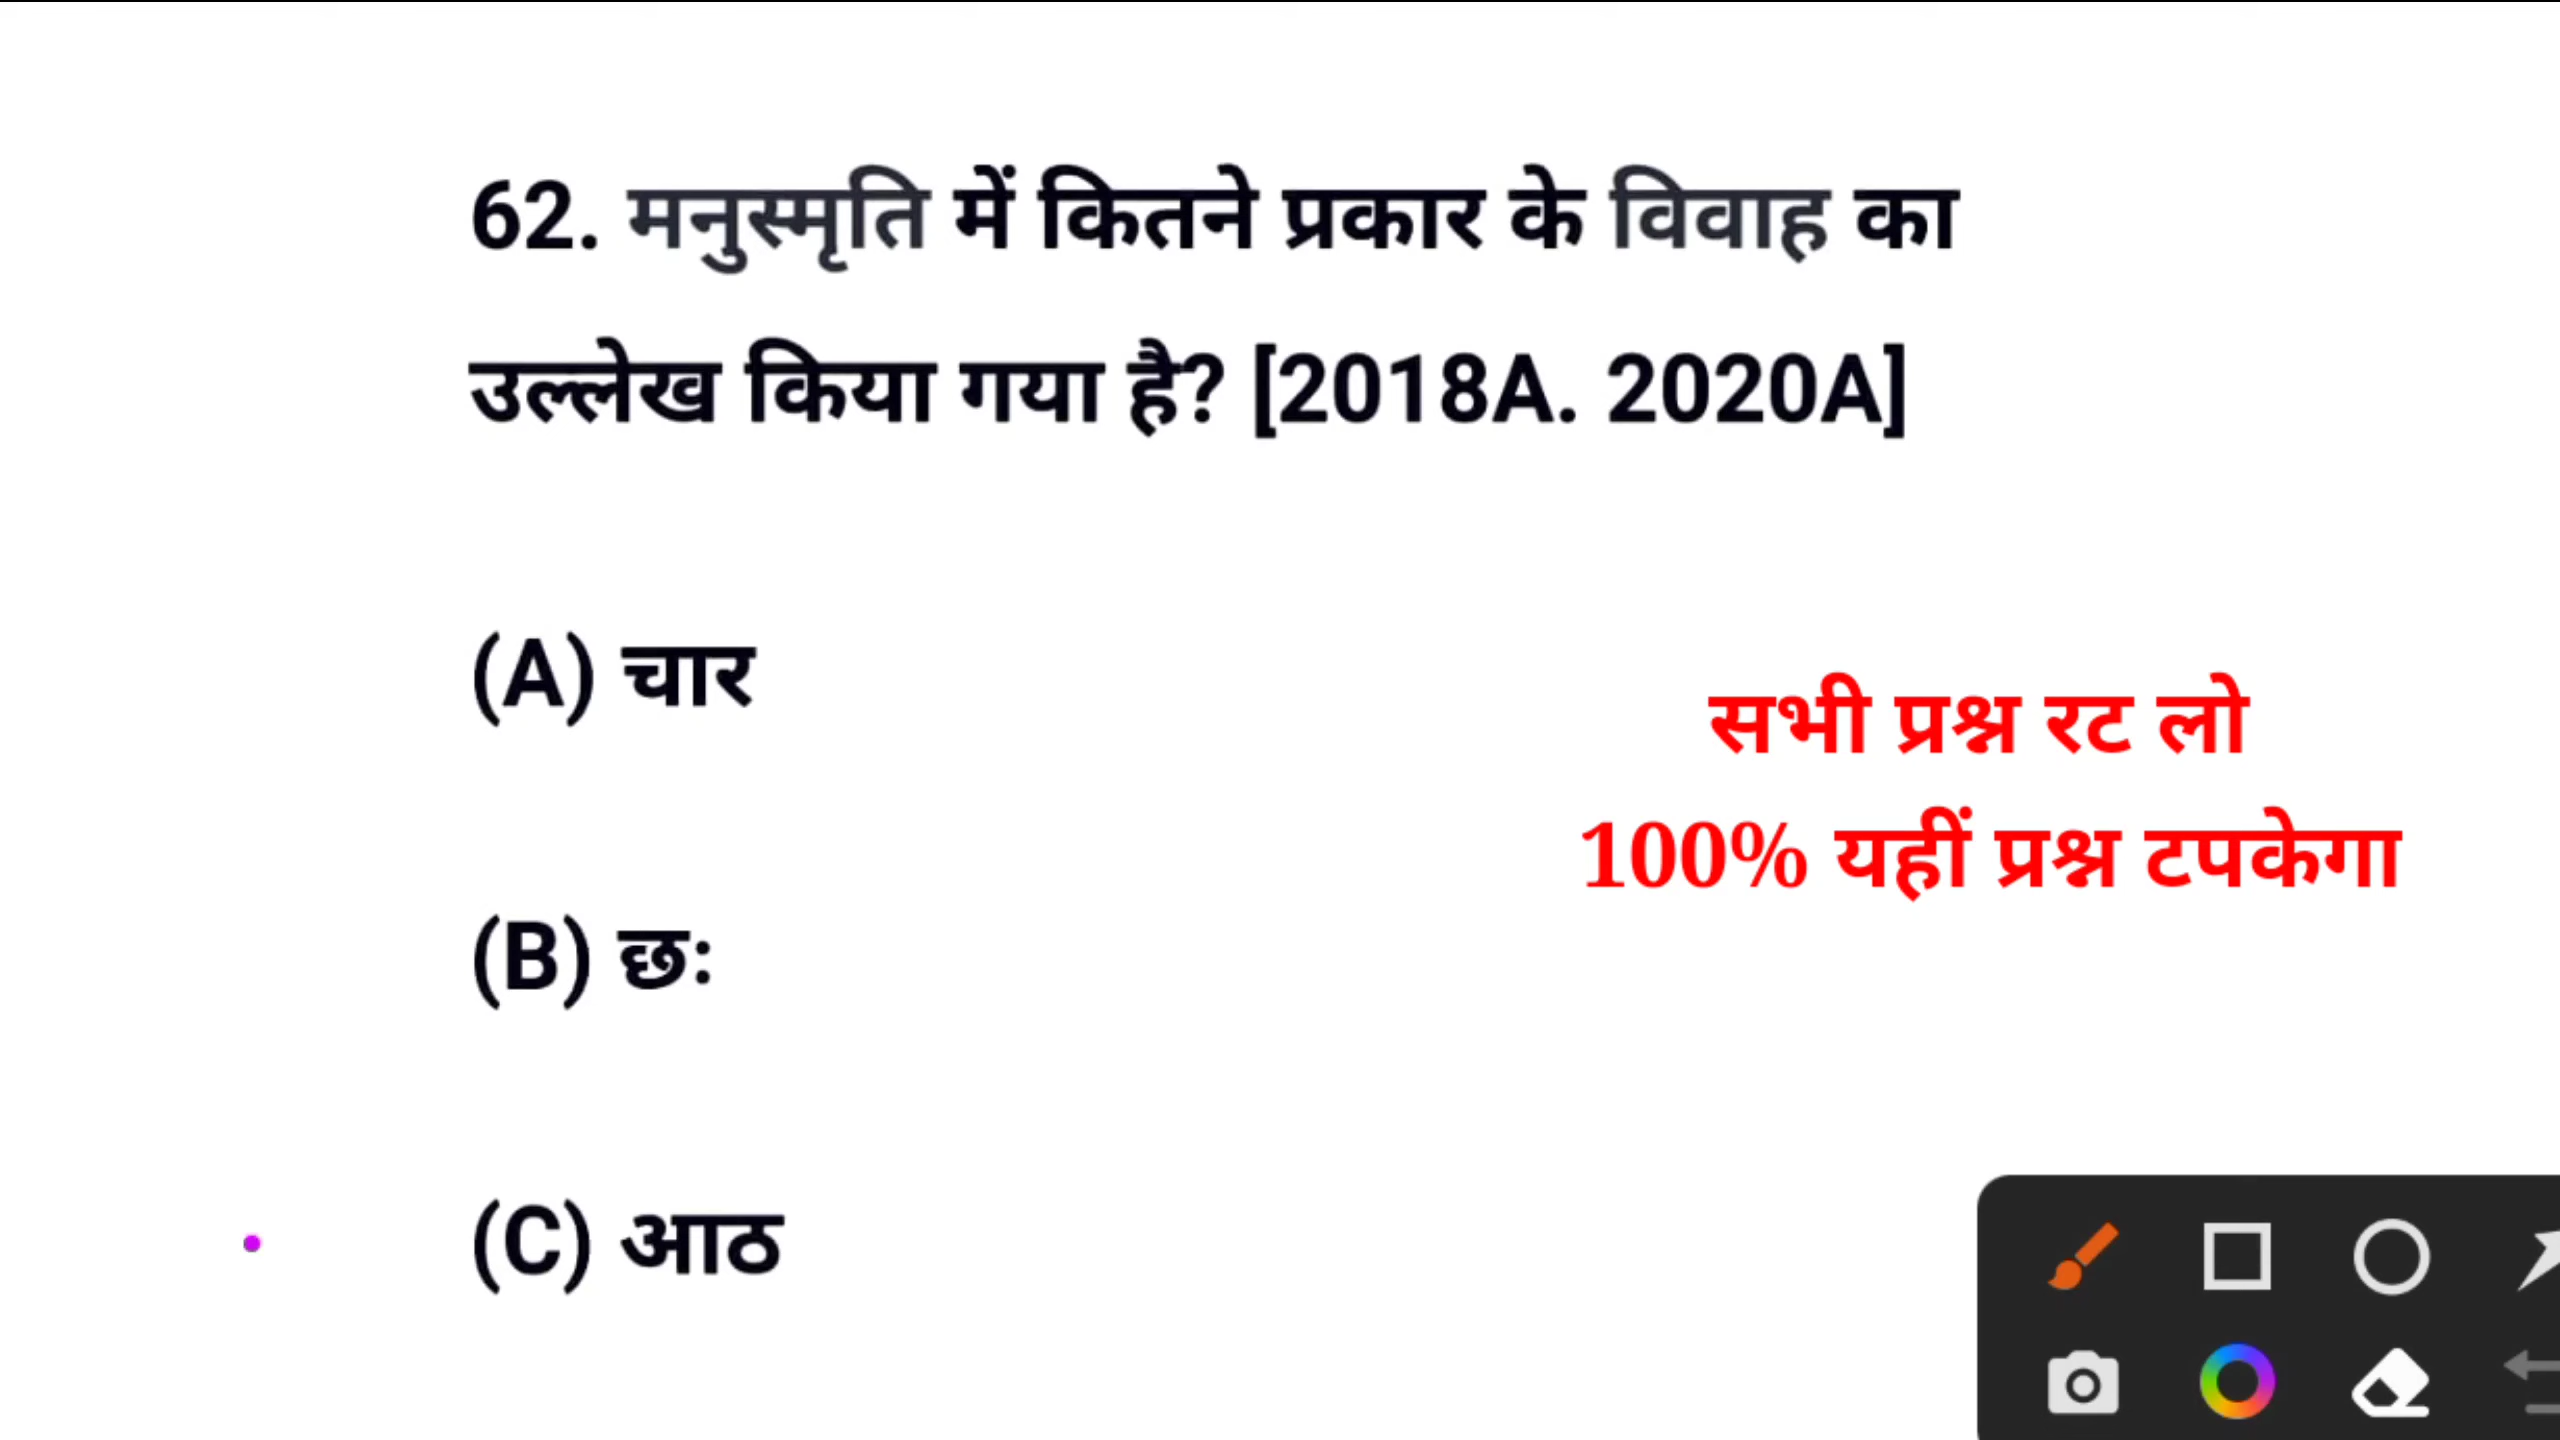 62. मनुस्मृति में कितने प्रकार के विवाह का
उल्लेख किया गया है? [2018A. 2020A]
(A) चार
सभी प्रश्न रट लो
100% यहीं प्रश्न टपकेगा
(B) छः
(C) आठ